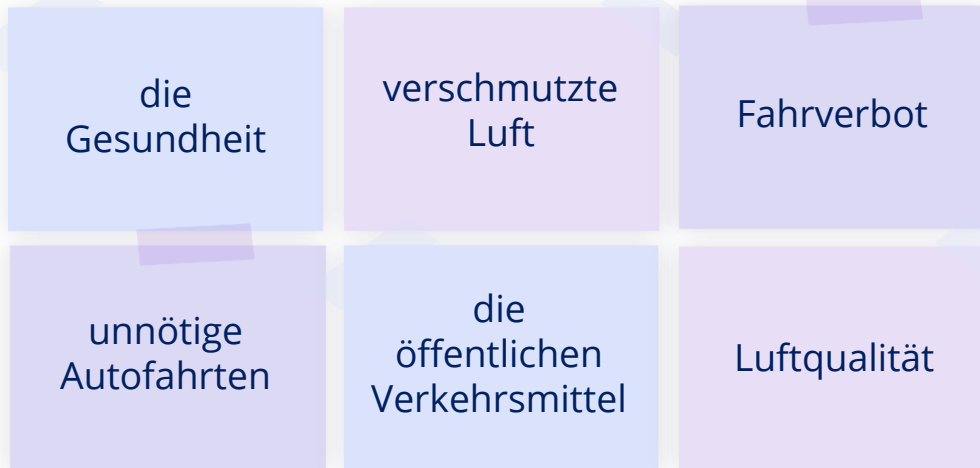 die
Gesundheit
verschmutzte
Luft
Fahrverbot
unnötige
Autofahrten
die
öffentlichen
Verkehrsmittel
Luftqualität